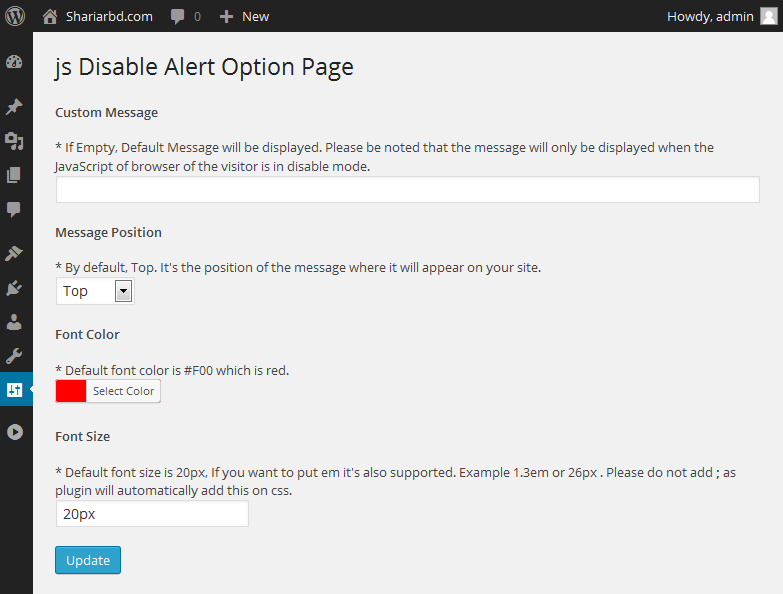 Shariarbd.com 0 New Howdy, admin
js Disable Alert Option Page
Custom Message
* If Empty, Default Message will be displayed. Please be noted that the message will only be displayed when the
JavaScript of browser of the visitor is in disable mode.
Message Position
* By default, Top. It's the position of the message where it will appear on your site.
Top
Font Color
* Default font color is #F00 which is red.
Select Color
Font Size
* Default font size is 20px, If you want to put em it's also supported. Example 1.3em or 26px . Please do not add ; as
plugin will automatically add this on css.
20px
Update